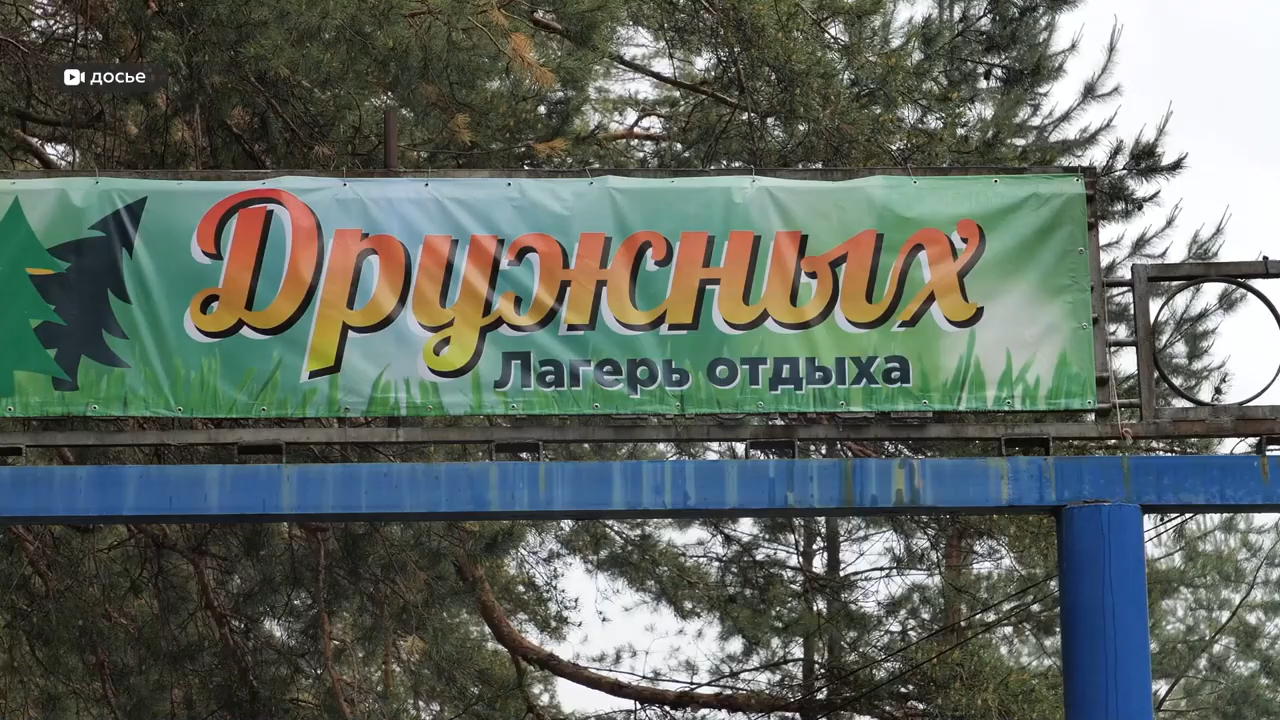 досье
Дружных
Лагерь отдыха